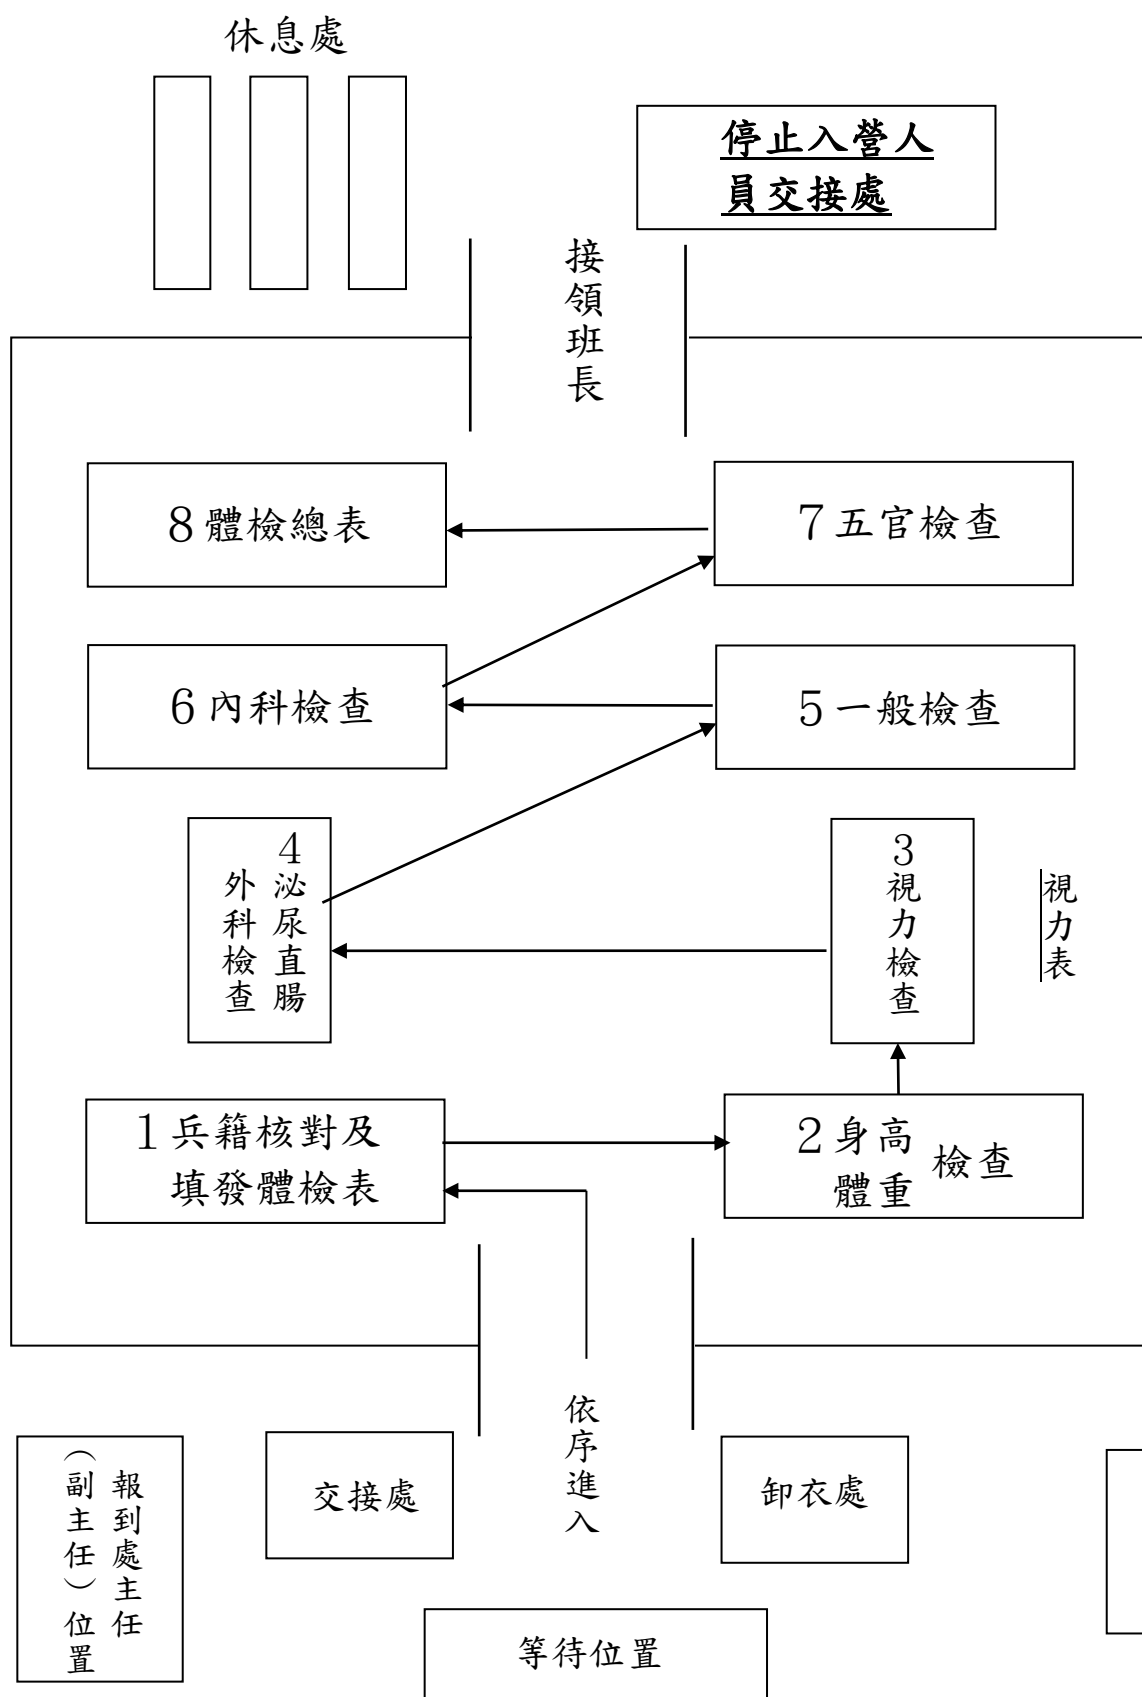 休息處
停止入營人
員交接處
接領班長
8體檢總表
7五官檢查
6內科檢查
5一般檢查
4泌尿直腸
外科檢查
3視力檢查
視力表
1兵籍核對及
填發體檢表
2身高
體重
檢查
依序進入
報到處主任
（副主任）位置
交接處
卸衣處
等待位置